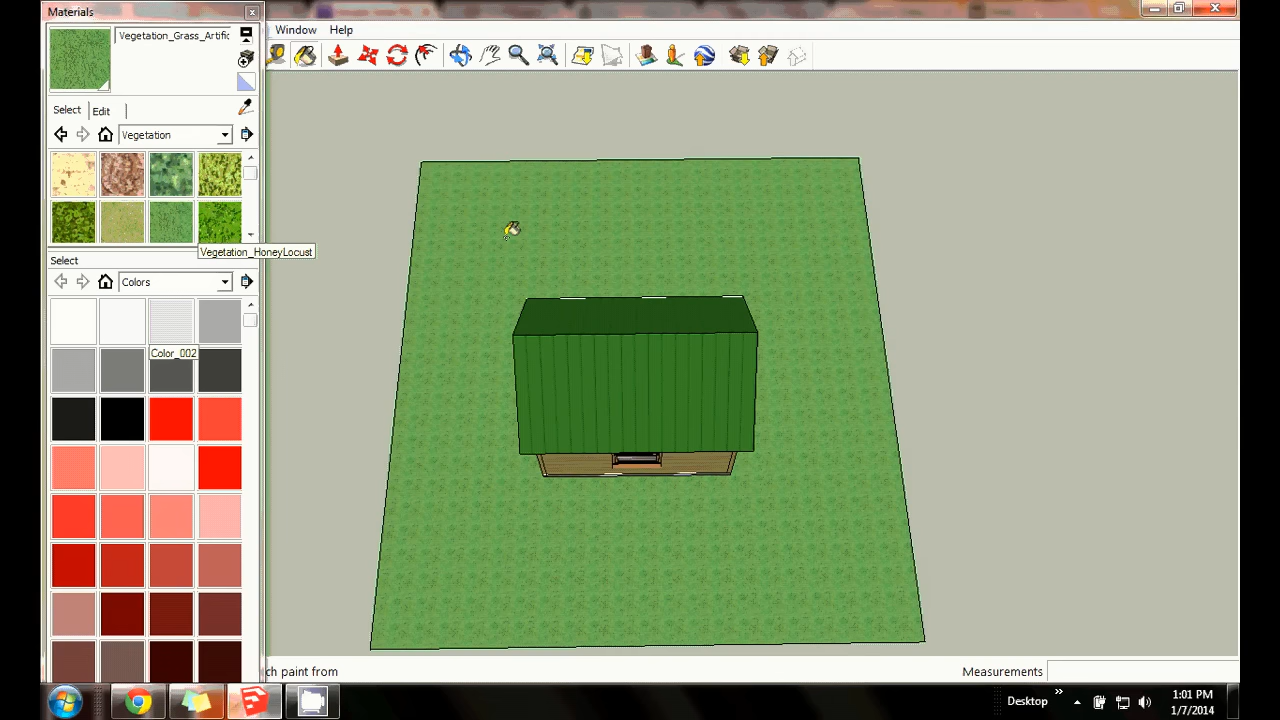 Materials
Window Help
Vegetation_Grass_Artific
Select Edit
Vegetation
Vegetation_HoneyLocust
Select
Colors
Color_002
ch paint from
Measurements
Desktop
1:01 PM
1/7/2014